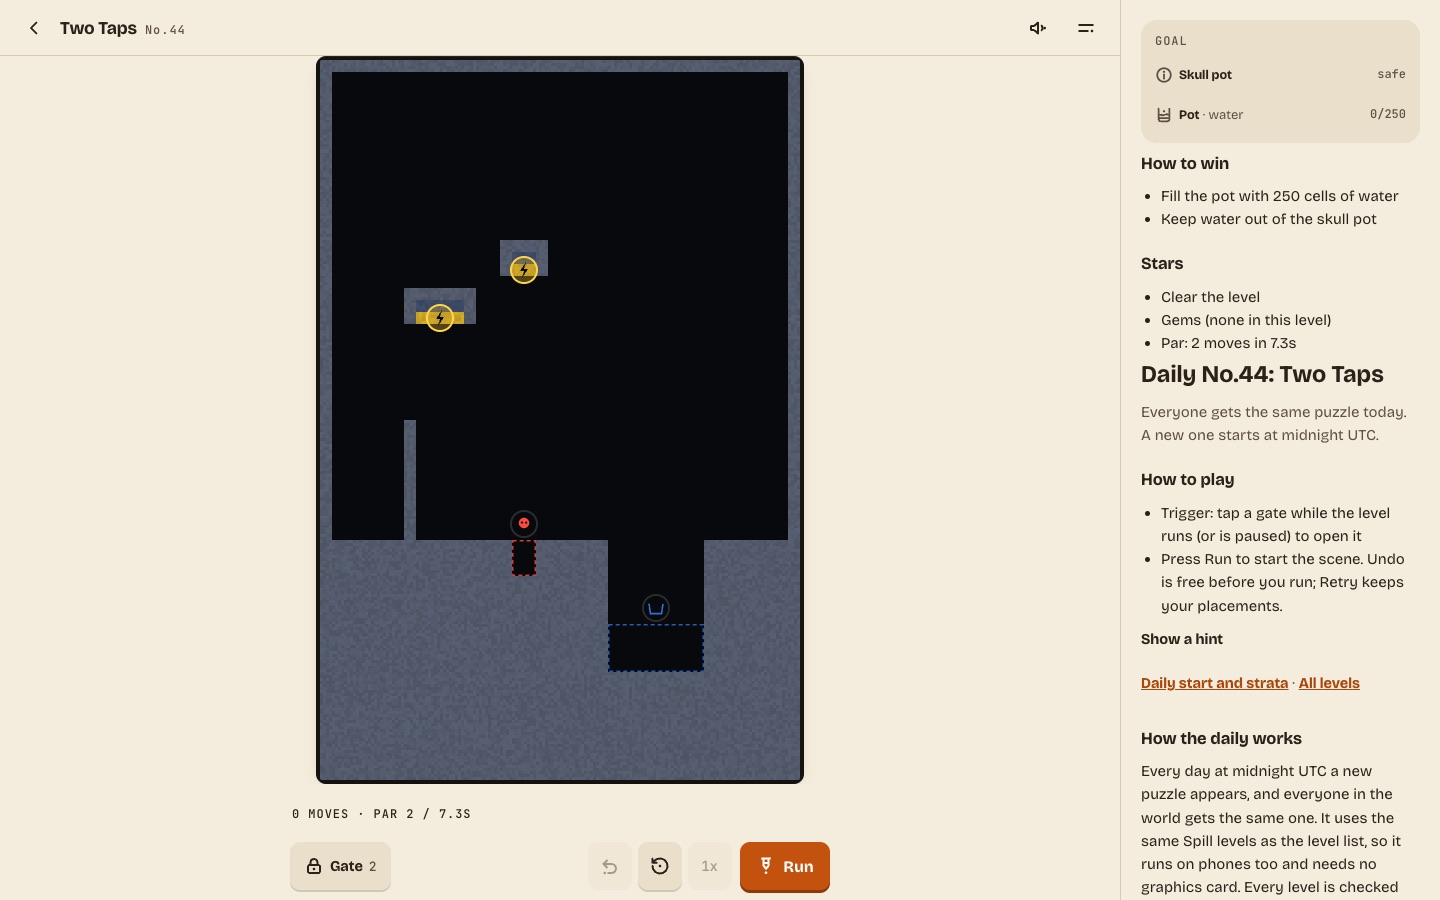 Two Taps No.44
GOAL
Skull pot safe
Pot · water 0/250
How to win
Fill the pot with 250 cells of water
Keep water out of the skull pot
Stars
Clear the level
Gems (none in this level)
Par: 2 moves in 7.3s
Daily No.44: Two Taps
Everyone gets the same puzzle today.
A new one starts at midnight UTC.
How to play
Trigger: tap a gate while the level
runs (or is paused) to open it
Press Run to start the scene. Undo
is free before you run; Retry keeps
your placements.
Show a hint
Daily start and strata · All levels
How the daily works
Every day at midnight UTC a new
puzzle appears, and everyone in the
world gets the same one. It uses the
same Spill levels as the level list, so it
runs on phones too and needs no
graphics card. Every level is checked
0 MOVES · PAR 2 / 7.3S
Gate 2
1x
Run